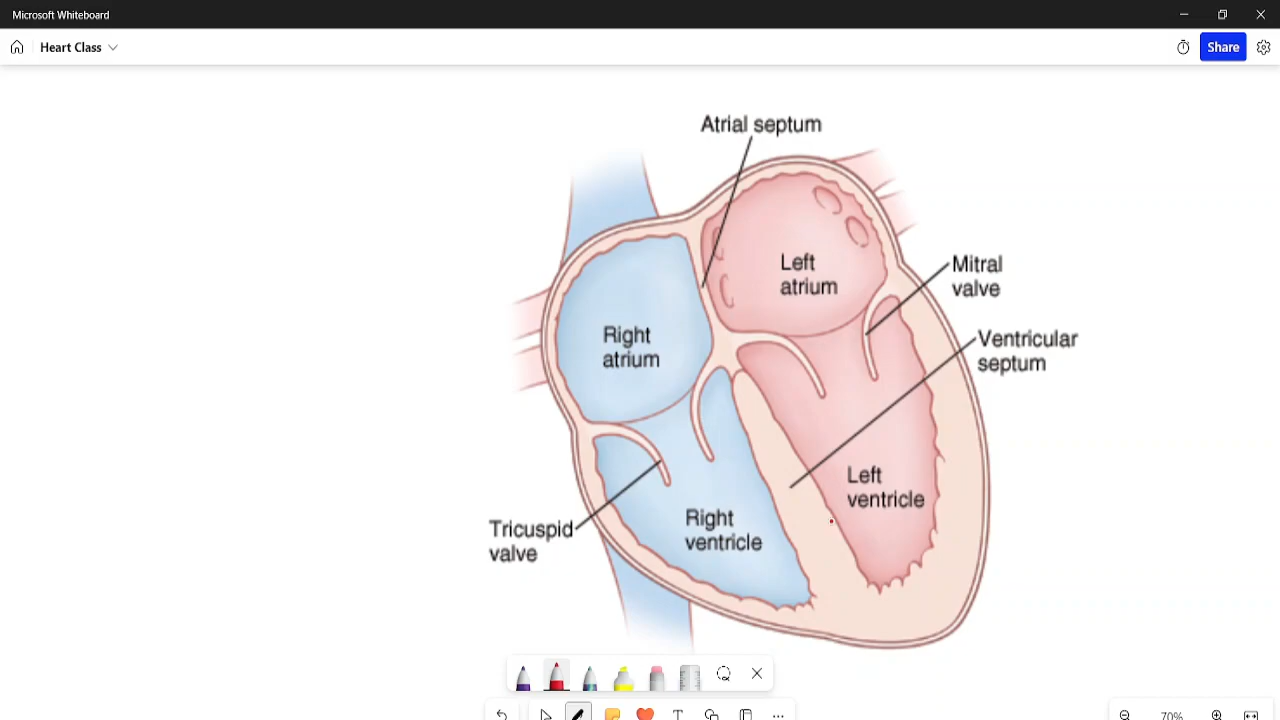 Microsoft Whiteboard
Heart Class
Share
Atrial septum
Left
atrium
Mitral
valve
Right
atrium
Ventricular
septum
Left
ventricle
Tricuspid
valve
Right
ventricle
T
70%